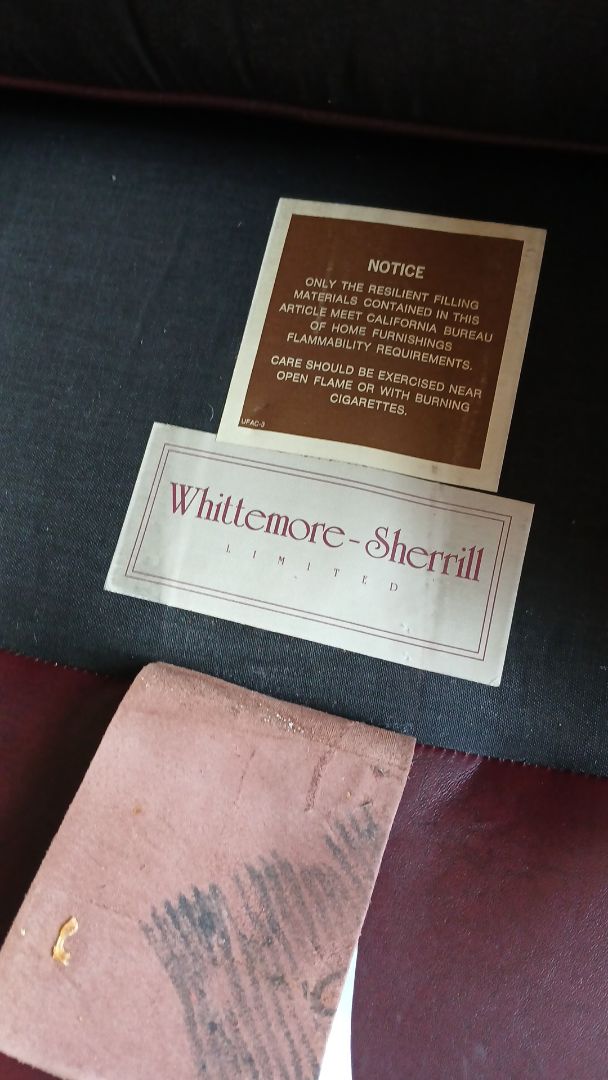 NOTICE
ONLY THE RESILIENT FILLING
MATERIALS CONTAINED IN THIS
ARTICLE MEET CALIFORNIA BUREAU
OF HOME FURNISHINGS
FLAMMABILITY REQUIREMENTS.
CARE SHOULD BE EXERCISED NEAR
OPEN FLAME OR WITH BURNING
CIGARETTES.
UFAC-3
Whittemore-Sherrill
LIMITED